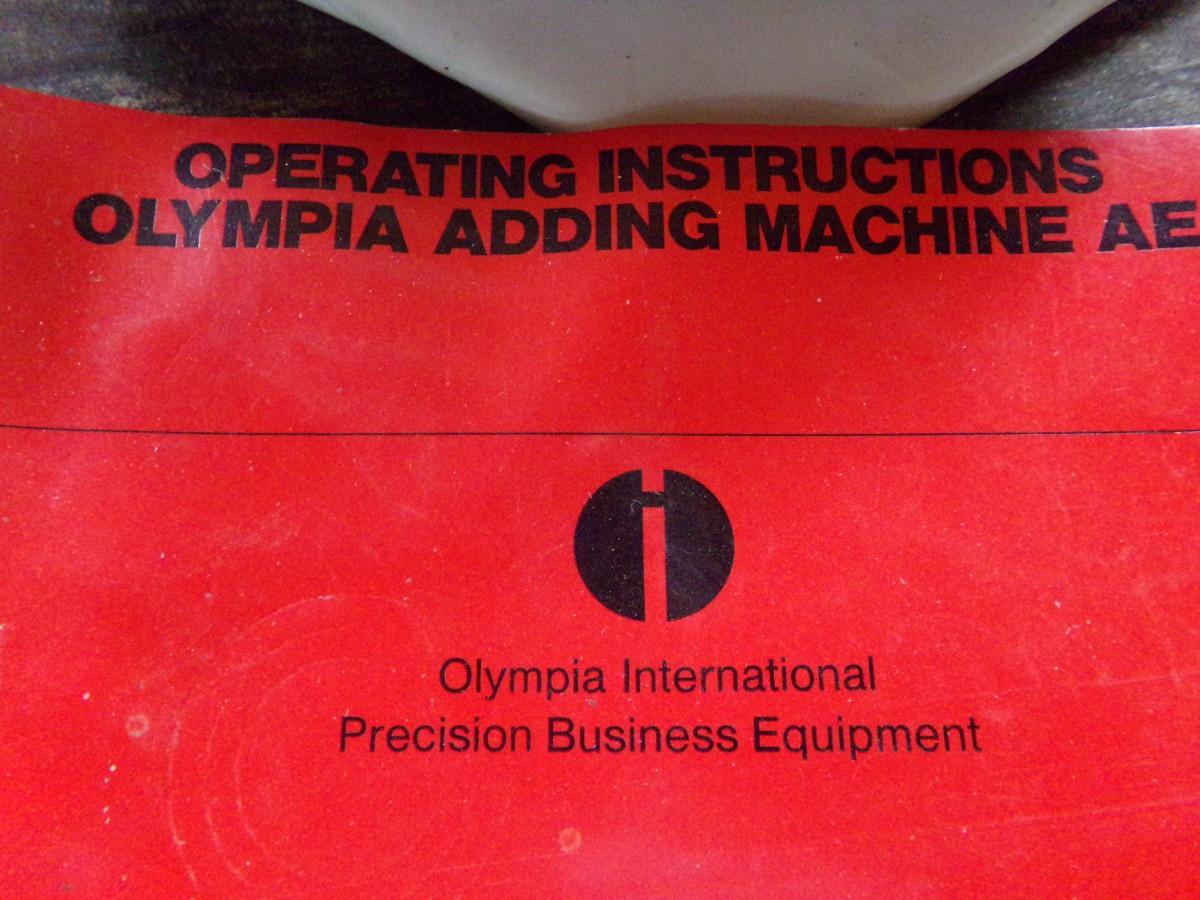 OPERATING INSTRUCTIONS
OLYMPIA ADDING MACHINE AE
Olympia International
Precision Business Equipment